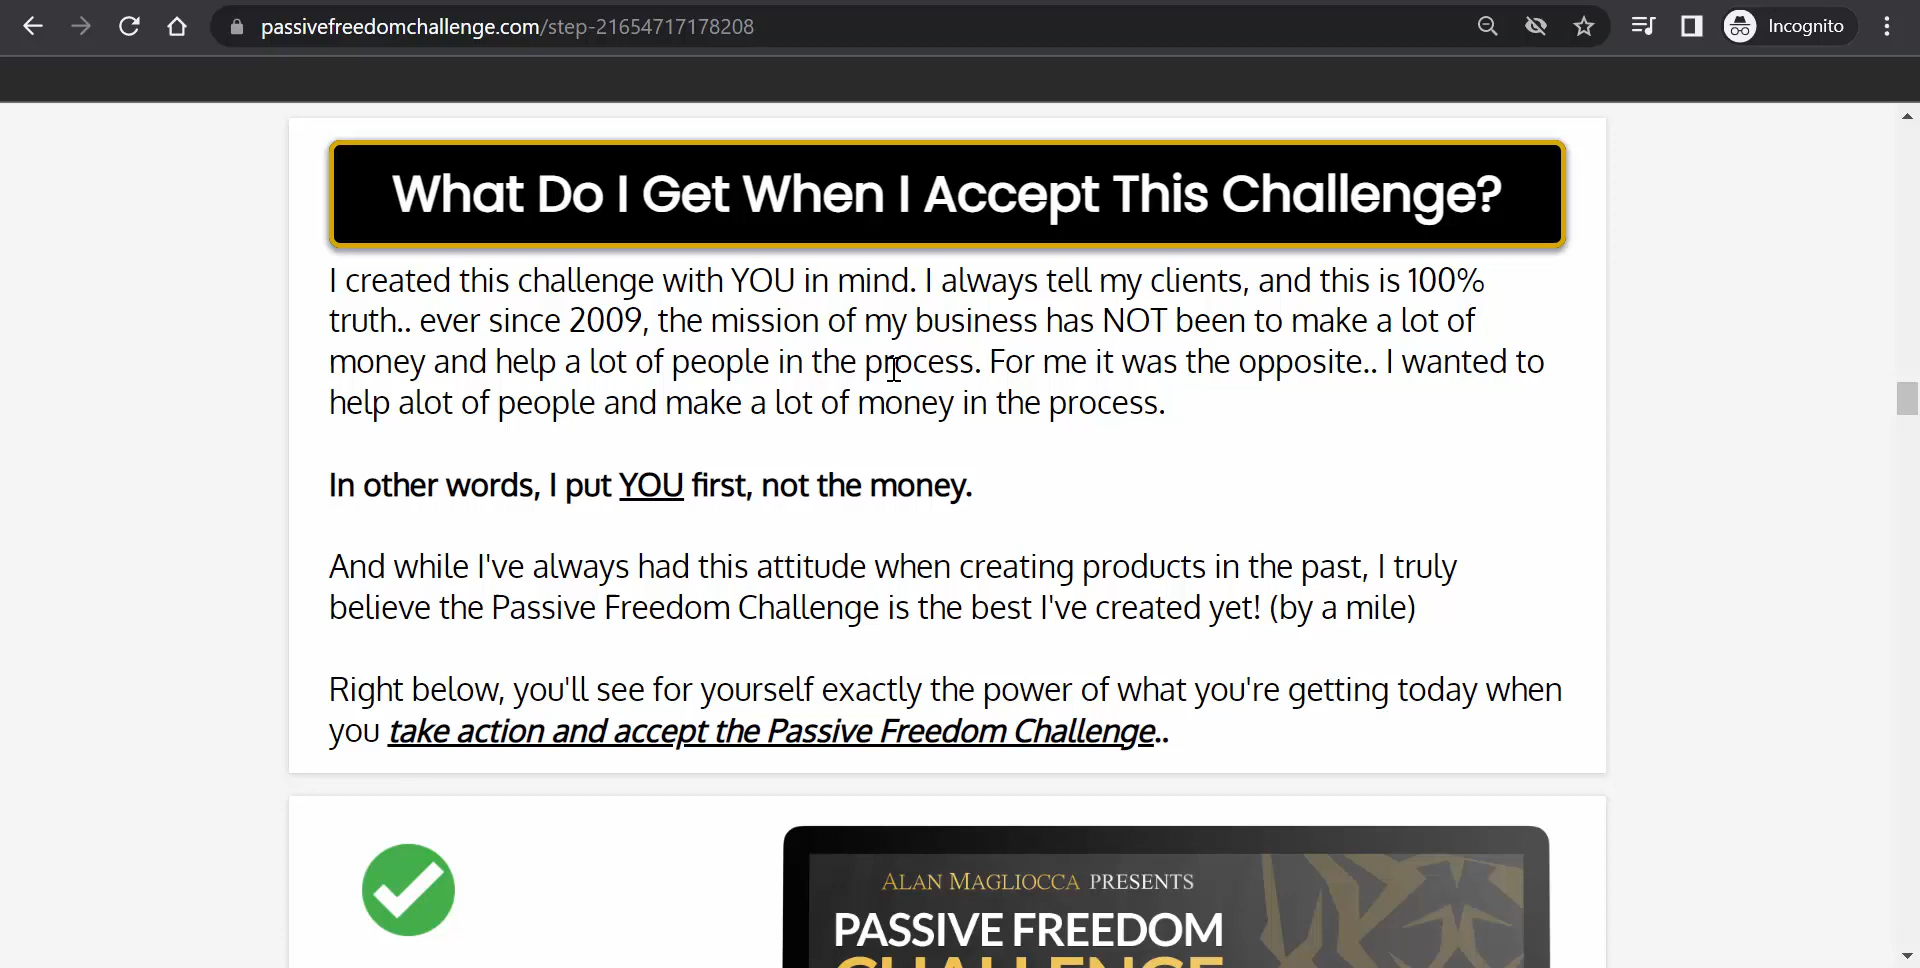 passivefreedomchallenge.com/step-21654717178208
Incognito
What Do I Get When I Accept This Challenge?
I created this challenge with YOU in mind. I always tell my clients, and this is 100%
truth.. ever since 2009, the mission of my business has NOT been to make a lot of
money and help a lot of people in the process. For me it was the opposite.. I wanted to
help alot of people and make a lot of money in the process.
In other words, I put YOU first, not the money.
And while I've always had this attitude when creating products in the past, I truly
believe the Passive Freedom Challenge is the best I've created yet! (by a mile)
Right below, you'll see for yourself exactly the power of what you're getting today when
you take action and accept the Passive Freedom Challenge..
ALAN MAGLIOCCA PRESENTS
PASSIVE FREEDOM
CHALLENGE